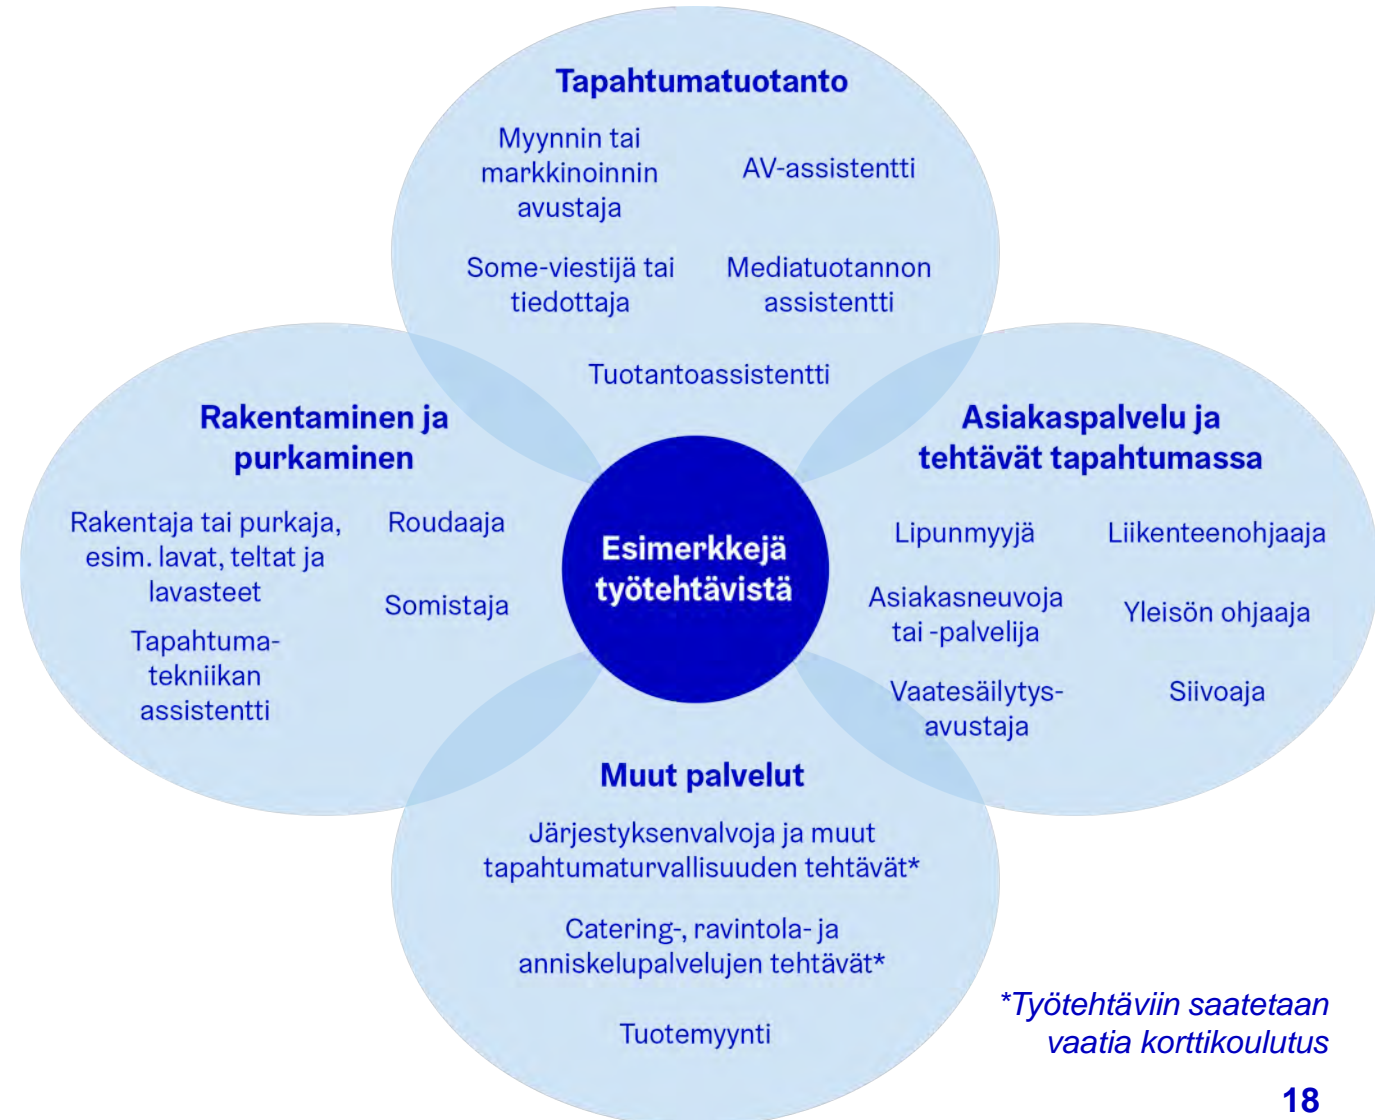 Tapahtumatuotanto
Myynnin tai
markkinoinnin
avustaja
AV-assistentti
Some-viestijä tai
tiedottaja
Mediatuotannon
assistentti
Tuotantoassistentti
Rakentaminen ja
purkaminen
Rakentaja tai purkaja,
esim. lavat, teltat ja
lavasteet
Roudaaja
Somistaja
Tapahtuma-
tekniikan
assistentti
Esimerkkejä
työtehtävistä
Asiakaspalvelu ja
tehtävät tapahtumassa
Lipunmyyjä
Liikenteenohjaaja
Asiakasneuvoja
tai -palvelija
Yleisön ohjaaja
Vaatesäilytys-
avustaja
Siivoaja
Muut palvelut
Järjestyksenvalvoja ja muut
tapahtumaturvallisuuden tehtävät*
Catering-, ravintola- ja
anniskelupalvelujen tehtävät*
Tuotemyynti
*Työtehtäviin saatetaan
vaatia korttikoulutus
18